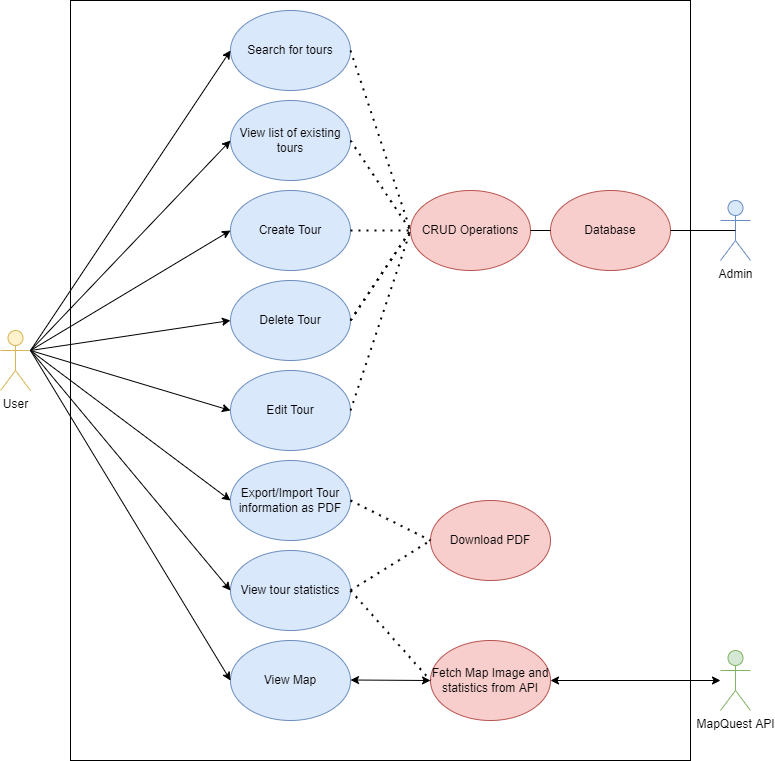 Search for tours
View list of existing
tours
Create Tour
CRUD Operations
Database
Admin
Delete Tour
User
Edit Tour
Export/Import Tour
information as PDF
Download PDF
View tour statistics
View Map
Fetch Map Image and
statistics from API
MapQuest API